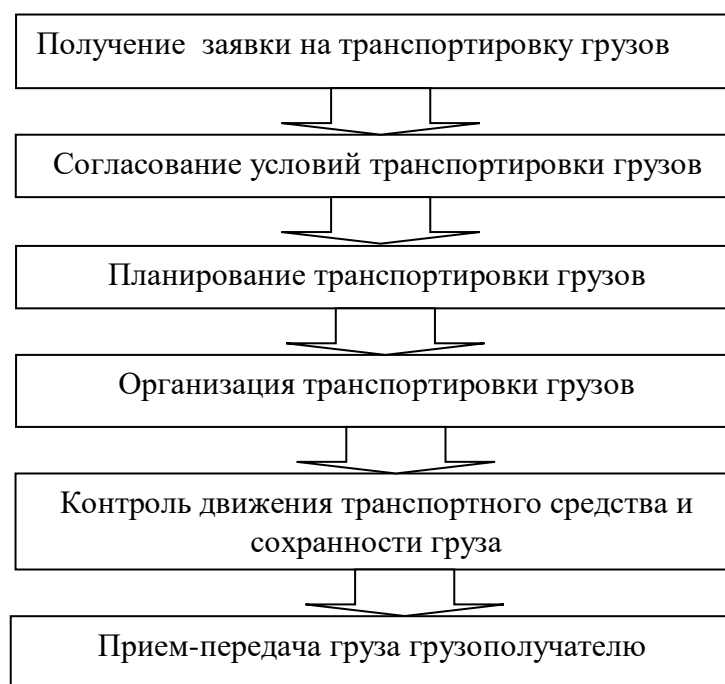 Получение заявки на транспортировку грузов
Согласование условий транспортировки грузов
Планирование транспортировки грузов
Организация транспортировки грузов
Контроль движения транспортного средства и
сохранности груза
Прием-передача груза грузополучателю